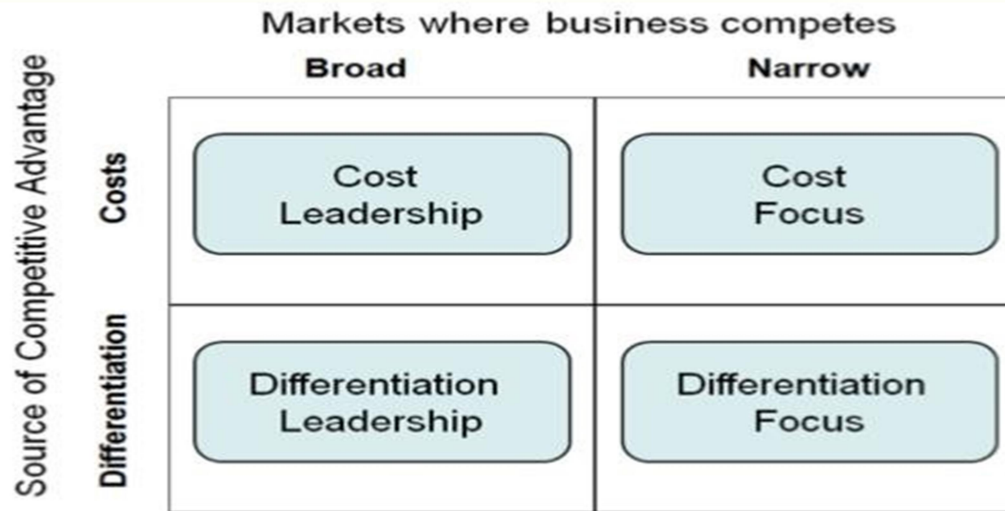 Markets where business competes
Broad
Narrow
Source of Competitive Advantage
Costs
Cost
Leadership
Cost
Focus
Differentiation
Differentiation
Leadership
Differentiation
Focus